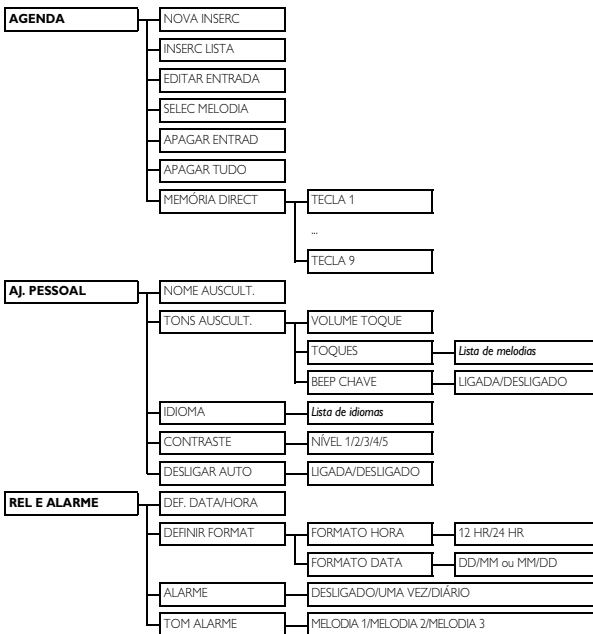 AGENDA NOVA INSERC
INSERC LISTA
EDITAR ENTRADA
SELEC MELODIA
APAGAR ENTRAD
APAGAR TUDO
MEMÓRIA DIRECT TECLA 1
...
TECLA 9
AJ. PESSOAL NOME AUSCULT.
TONS AUSCULT. VOLUME TOQUE
TOQUES Lista de melodias
BEEP CHAVE LIGADA/DESLIGADO
IDIOMA Lista de idiomas
CONTRASTE NÍVEL 1/2/3/4/5
DESLIGAR AUTO LIGADA/DESLIGADO
REL E ALARME DEF. DATA/HORA
DEFINIR FORMAT FORMATO HORA 12 HR/24 HR
FORMATO DATA DD/MM ou MM/DD
ALARME DESLIGADO/UMA VEZ/DIÁRIO
TOM ALARME MELODIA 1/MELODIA 2/MELODIA 3